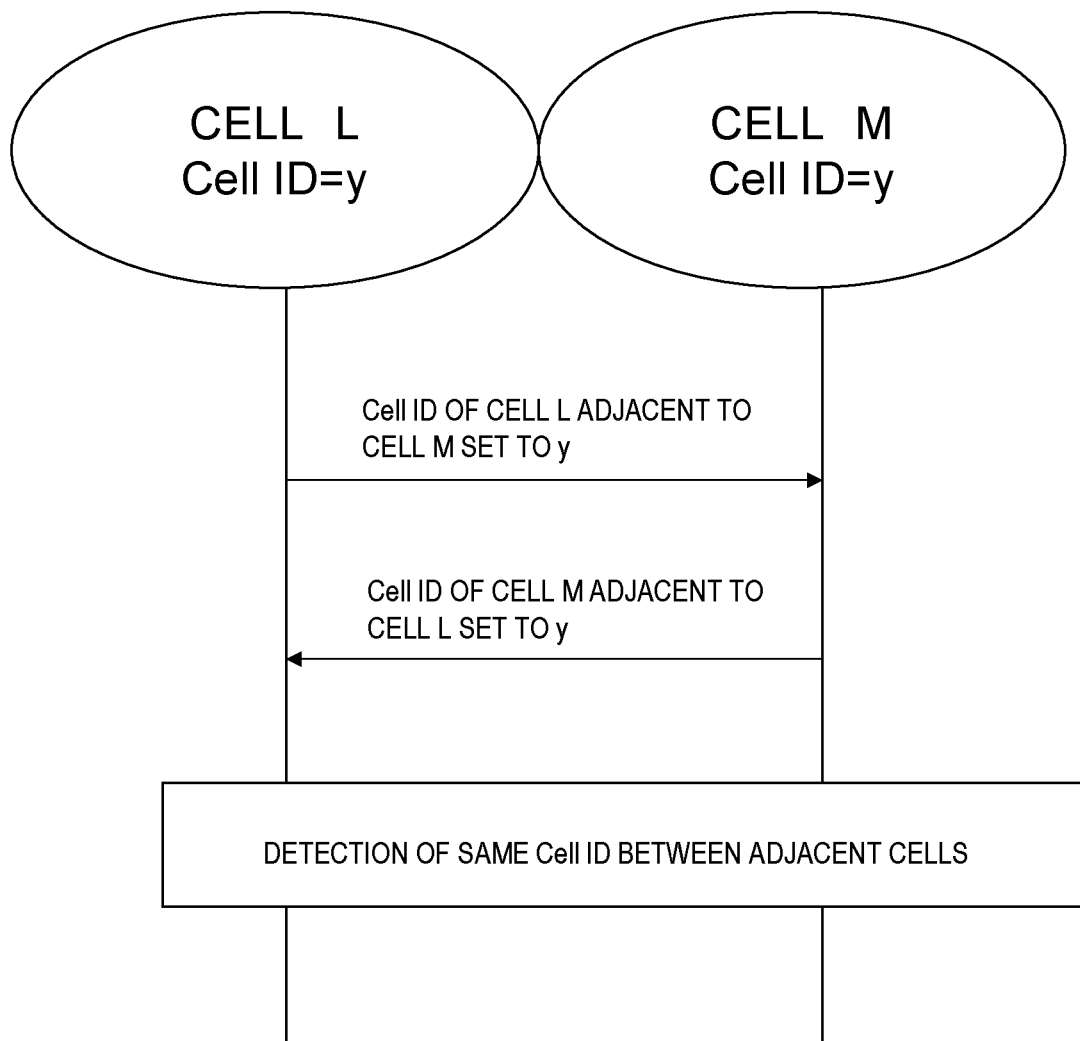 CELL L
Cell ID=y
CELL M
Cell ID=y
Cell ID OF CELL L ADJACENT TO
CELL M SET TO y
Cell ID OF CELL M ADJACENT TO
CELL L SET TO y
DETECTION OF SAME Cell ID BETWEEN ADJACENT CELLS